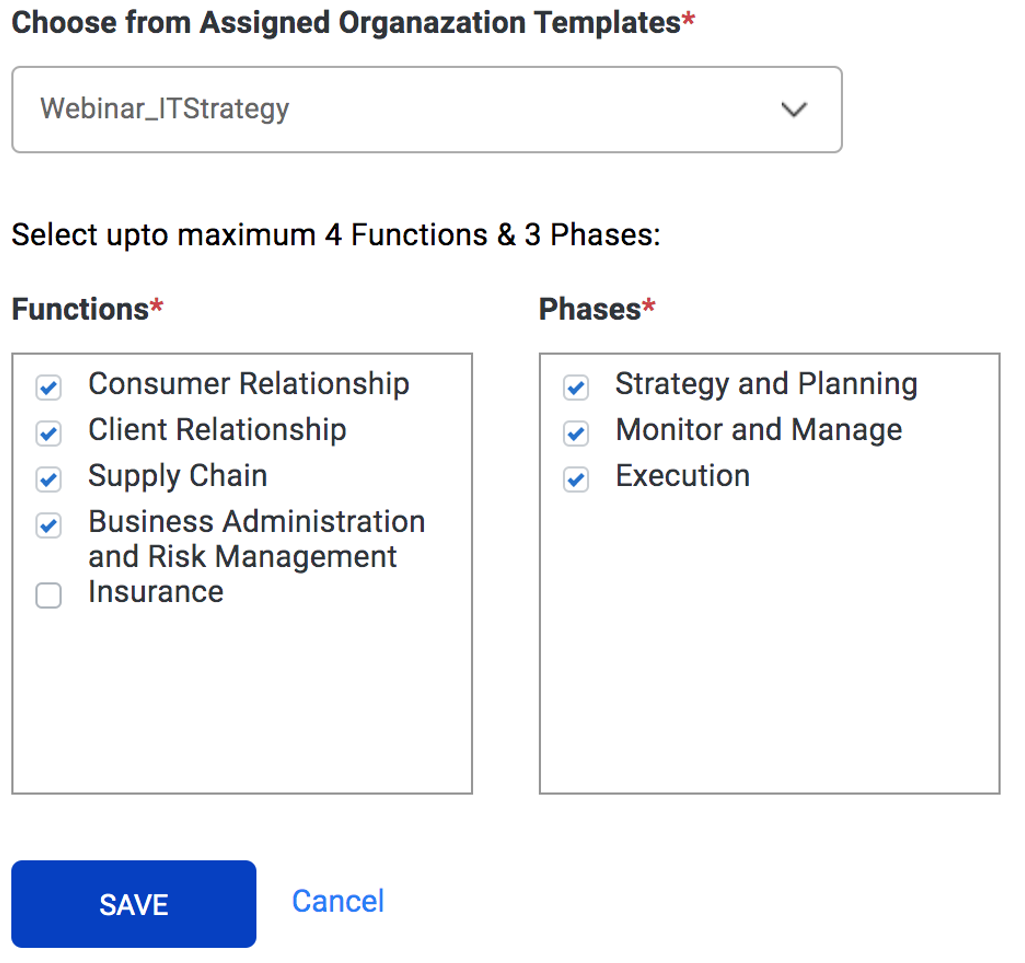 Choose from Assigned Organazation Templates*
Webinar_ITStrategy
Select upto maximum 4 Functions & 3 Phases:
Functions*
Phases*
Consumer Relationship
Client Relationship
Supply Chain
Business Administration
and Risk Management
Insurance
Strategy and Planning
Monitor and Manage
Execution
SAVE
Cancel